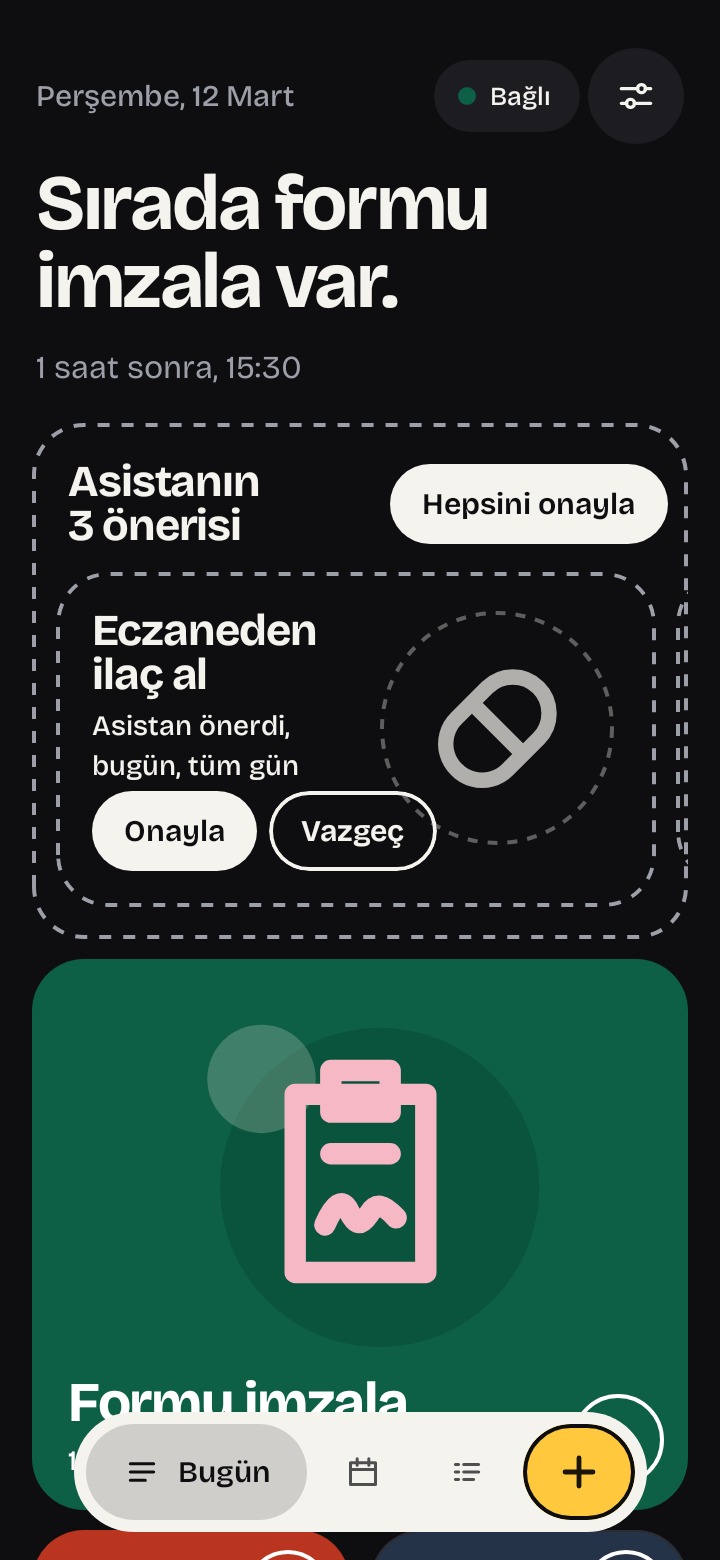 Perşembe, 12 Mart
Bağlı
Sırada formu
imzala var.
1 saat sonra, 15:30
Asistanın
3 önerisi
Hepsini onayla
Eczaneden
ilaç al
Asistan önerdi,
bugün, tüm gün
Onayla
Vazgeç
Formu imzala
Bugün